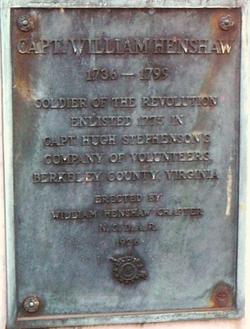 CAPT. WILLIAM HENSHAW
1736 — 1799
SOLDIER OF THE REVOLUTION
ENLISTED 1775 IN
CAPT. HUGH STEPHENSON'S
COMPANY OF VOLUNTEERS,
BERKELEY COUNTY, VIRGINIA
ERECTED BY
WILLIAM HENSHAW CHAPTER
N.S.D.A.R.
1926